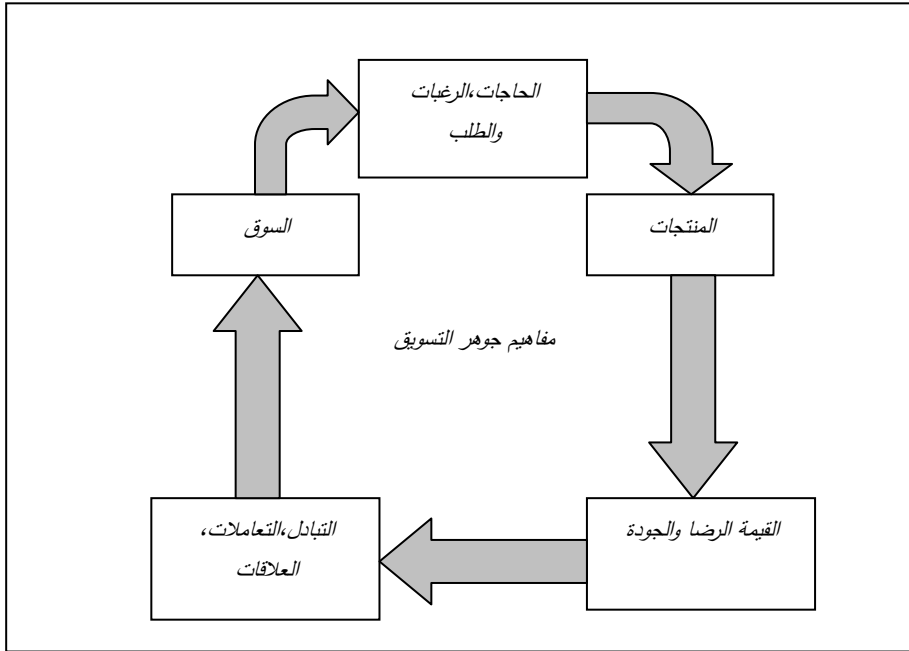 الحاجات،الرغبات
والطلب
السوق
المنتجات
مفاهيم جوهر التسويق
التبادل،التعاملات،
العلاقات
القيمة الرضا والجودة